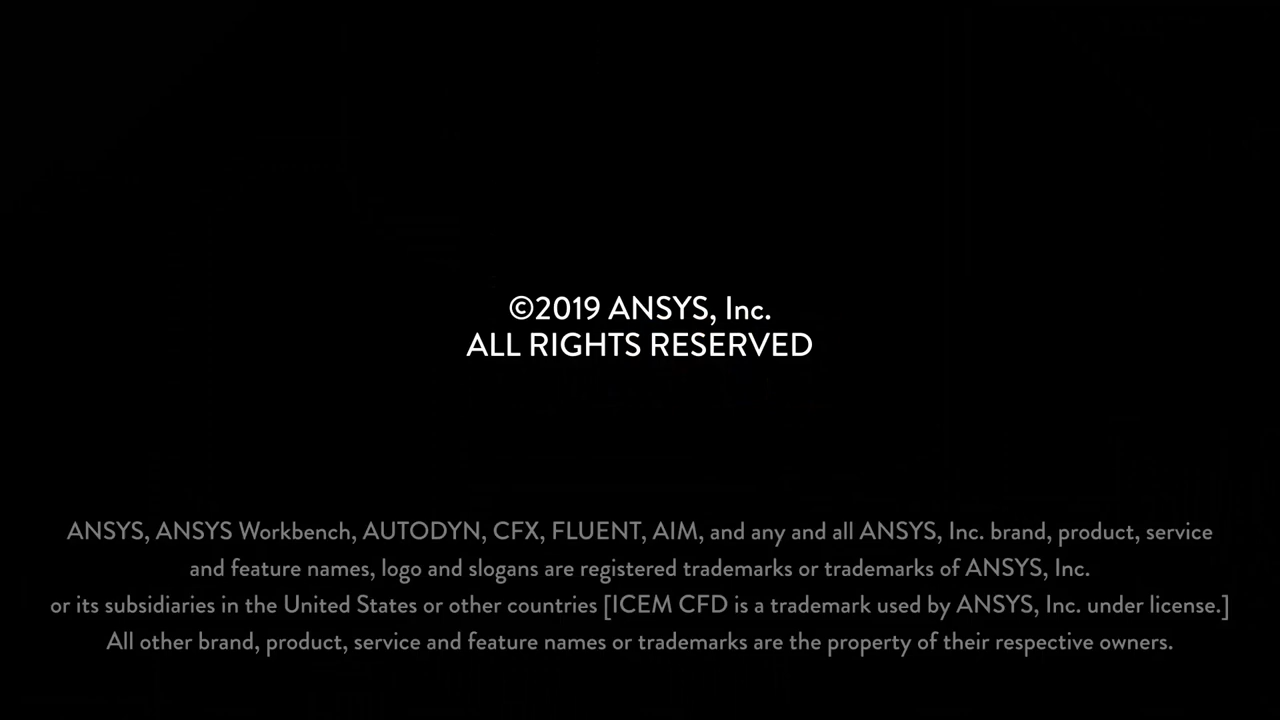 ©2019 ANSYS, Inc.
ALL RIGHTS RESERVED
ANSYS, ANSYS Workbench, AUTODYN, CFX, FLUENT, AIM, and any and all ANSYS, Inc. brand, product, service
and feature names, logo and slogans are registered trademarks or trademarks of ANSYS, Inc.
or its subsidiaries in the United States or other countries [ICEM CFD is a trademark used by ANSYS, Inc. under license.]
All other brand, product, service and feature names or trademarks are the property of their respective owners.